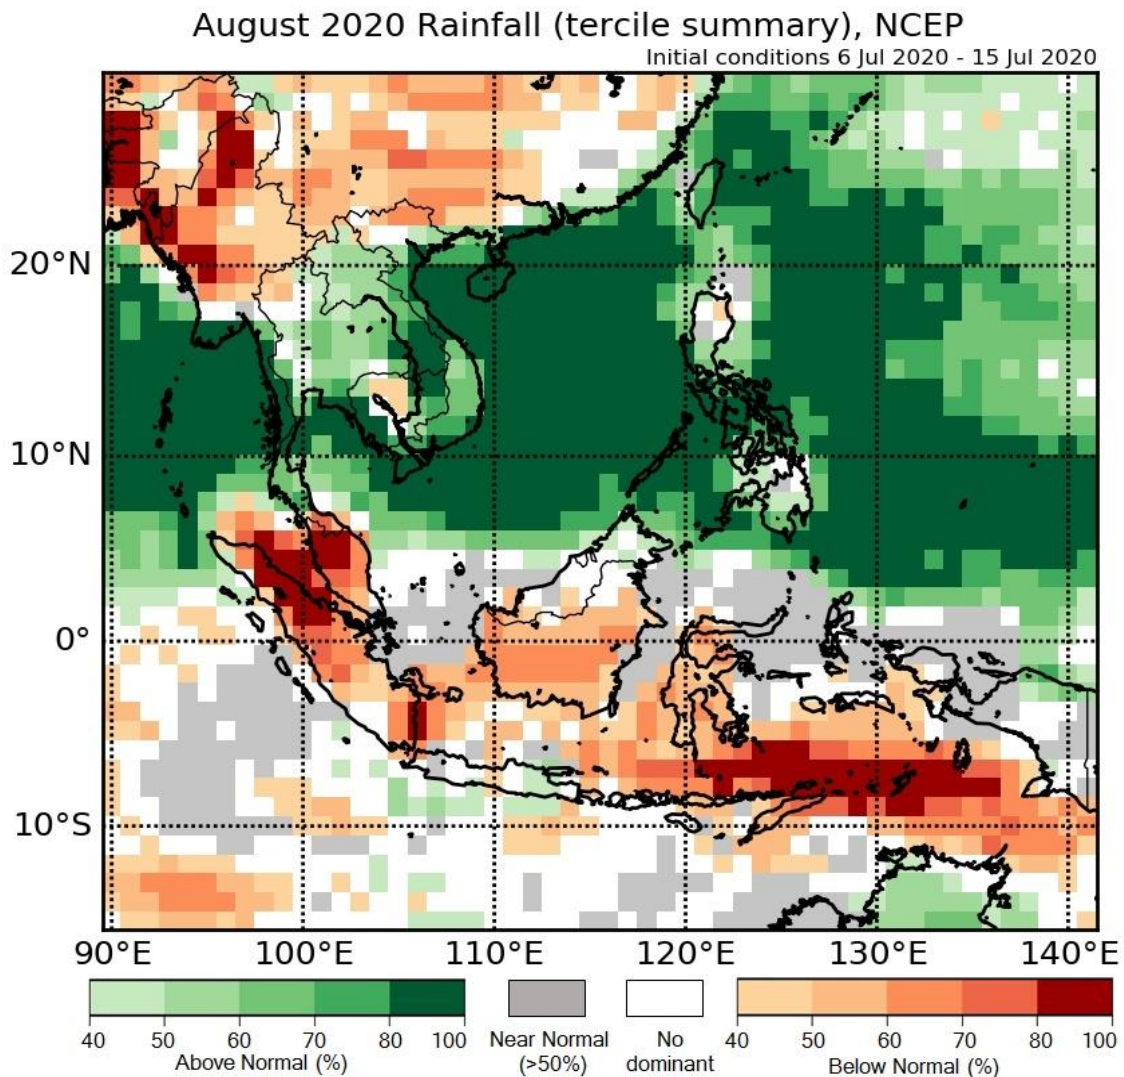 August 2020 Rainfall (tercile summary), NCEP
Initial conditions 6 Jul 2020 - 15 Jul 2020
20°N
10°N
0°
10°S
90°E 100°E 110°E 120°E 130°E 140°E
40 50 60 70 80 100
Above Normal (%)
Near Normal
(>50%)
No
dominant
40 50 60 70 80 100
Below Normal (%)